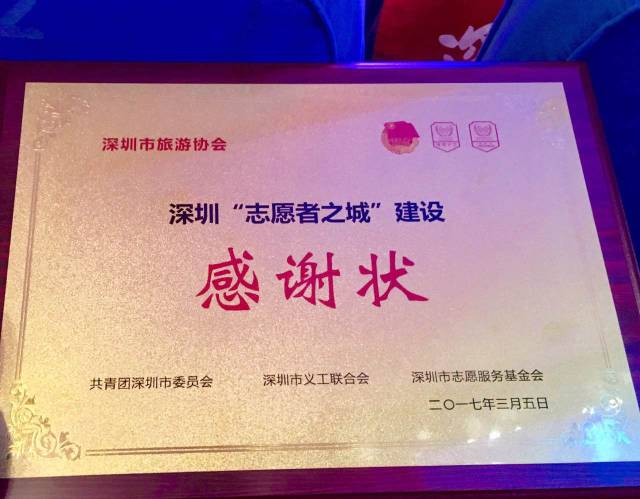 深圳市旅游协会
深圳“志愿者之城”建设
感谢状
共青团深圳市委员会 深圳市义工联合会 深圳市志愿服务基金会
二〇一七年三月五日